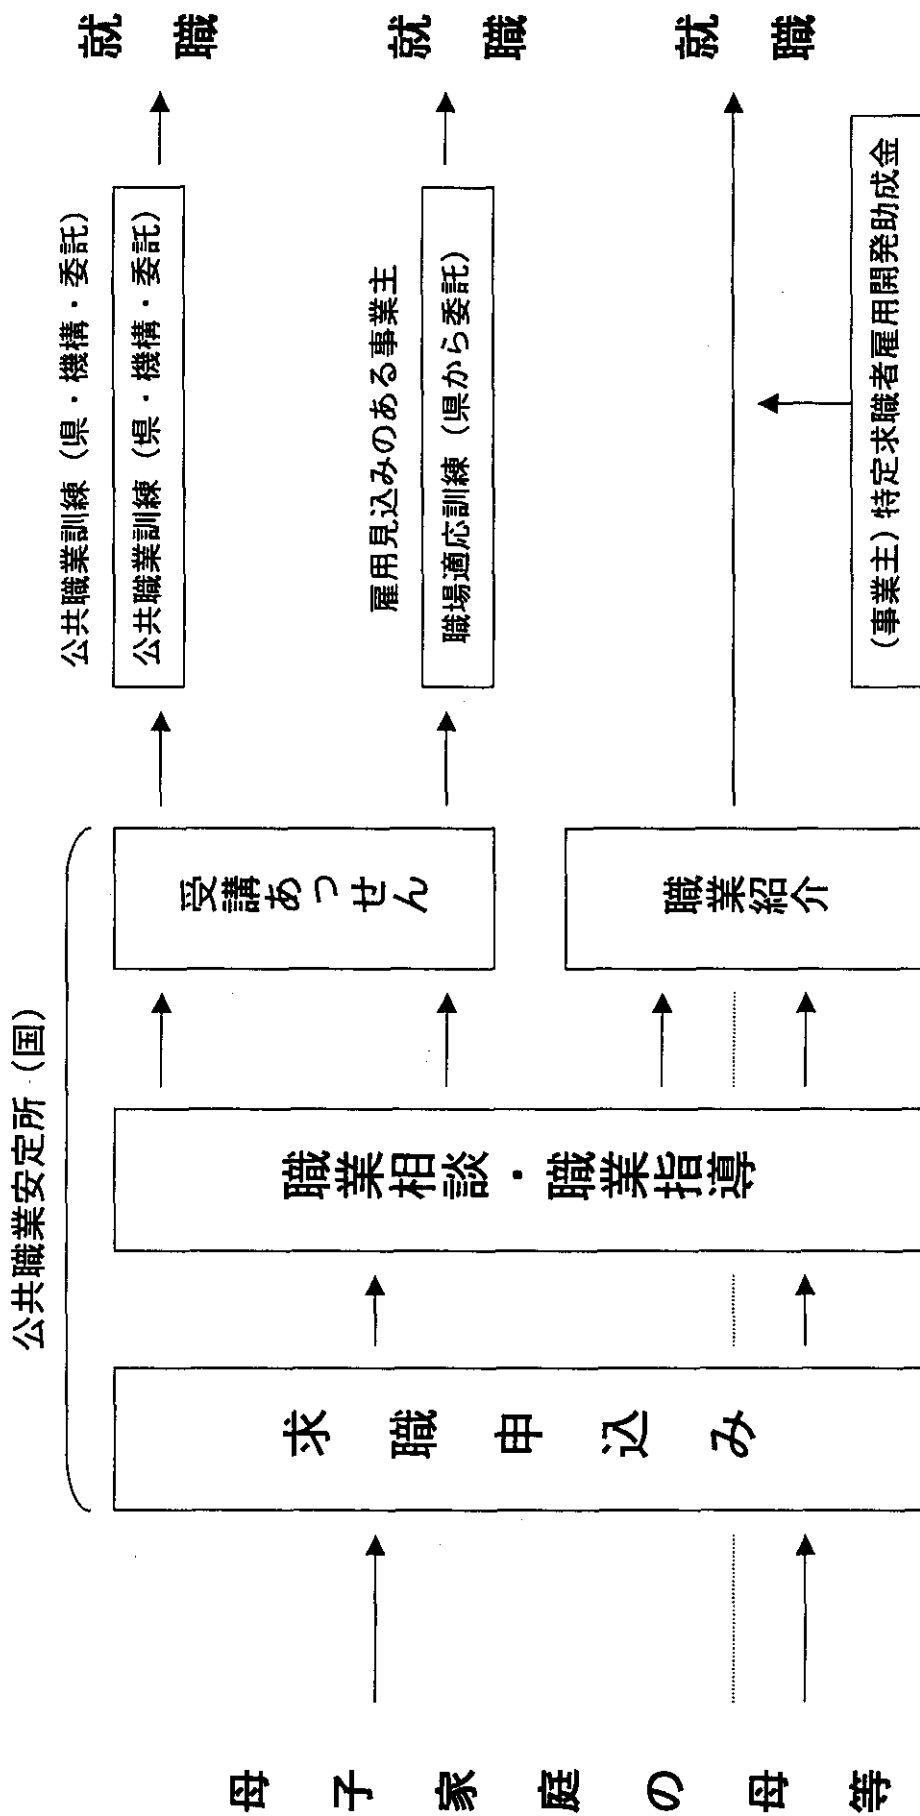 母子家庭の母等
公共職業安定所（国）
求職申込み
職業相談・職業指導
受講あっせん
職業紹介
公共職業訓練（県・機構・委託）
公共職業訓練（県・機構・委託）
就職
雇用見込みのある事業主
職場適応訓練（県から委託）
就職
就職
（事業主）特定求職者雇用開発助成金